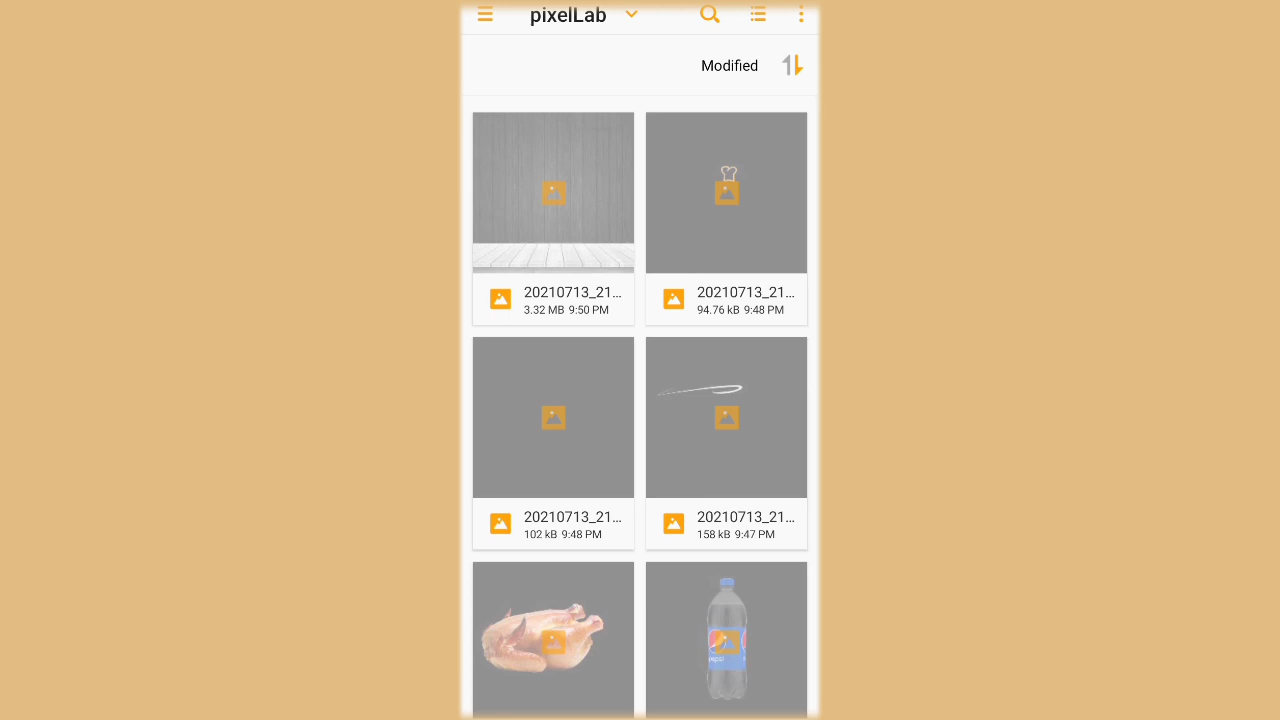 pixelLab
Modified
20210713_21...
3.32 MB 9:50 PM
20210713_21...
94.76 kB 9:48 PM
20210713_21...
102 kB 9:48 PM
20210713_21...
158 kB 9:47 PM
pepsi